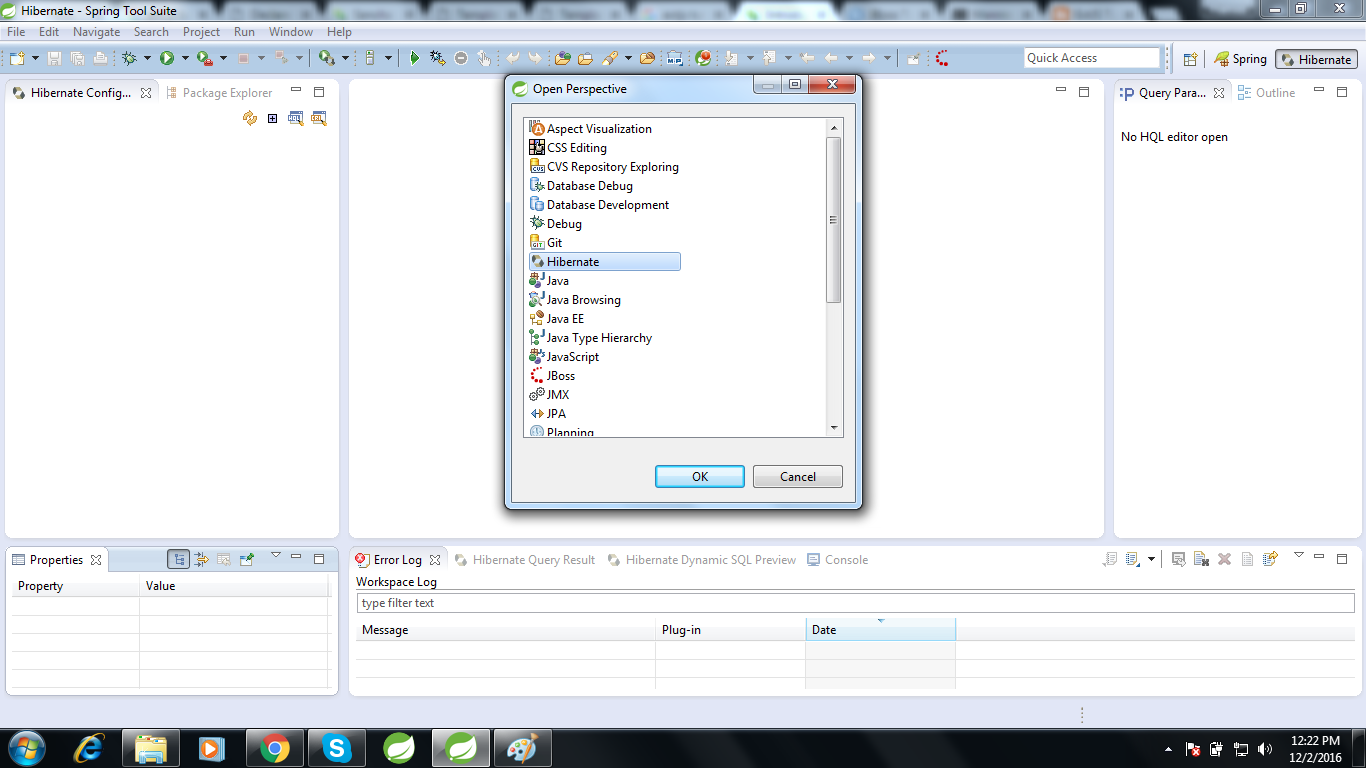 Hibernate - Spring Tool Suite
File Edit Navigate Search Project Run Window Help
Quick Access
Spring
Hibernate
Hibernate Config...
Package Explorer
Open Perspective
Aspect Visualization
CSS Editing
CVS Repository Exploring
Database Debug
Database Development
Debug
Git
Hibernate
Java
Java Browsing
Java EE
Java Type Hierarchy
JavaScript
JBoss
JMX
JPA
Planning
OK Cancel
Query Para...
Outline
No HQL editor open
Properties
Property Value
Error Log
Hibernate Query Result
Hibernate Dynamic SQL Preview
Console
Workspace Log
type filter text
Message Plug-in Date
12:22 PM
12/2/2016